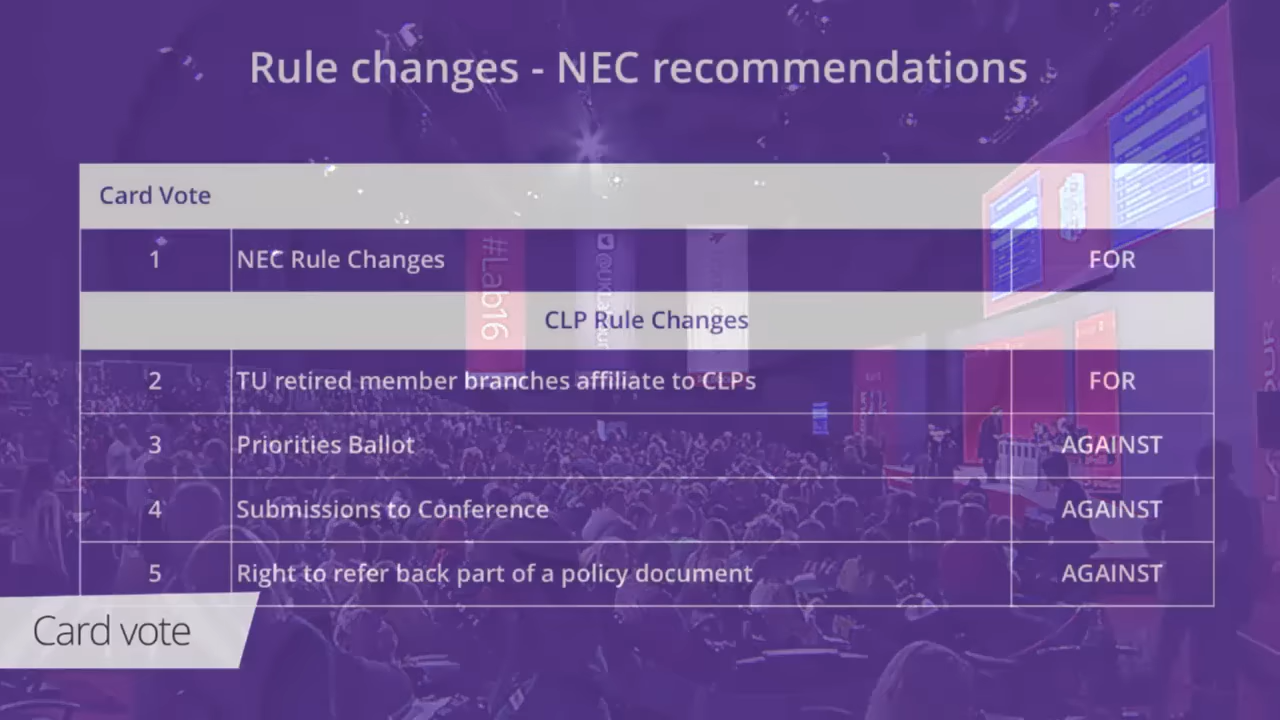 Rule changes - NEC recommendations
Card Vote
1 NEC Rule Changes FOR
CLP Rule Changes
2 TU retired member branches affiliate to CLPs FOR
3 Priorities Ballot AGAINST
4 Submissions to Conference AGAINST
5 Right to refer back part of a policy document AGAINST
Card vote
#Lab16